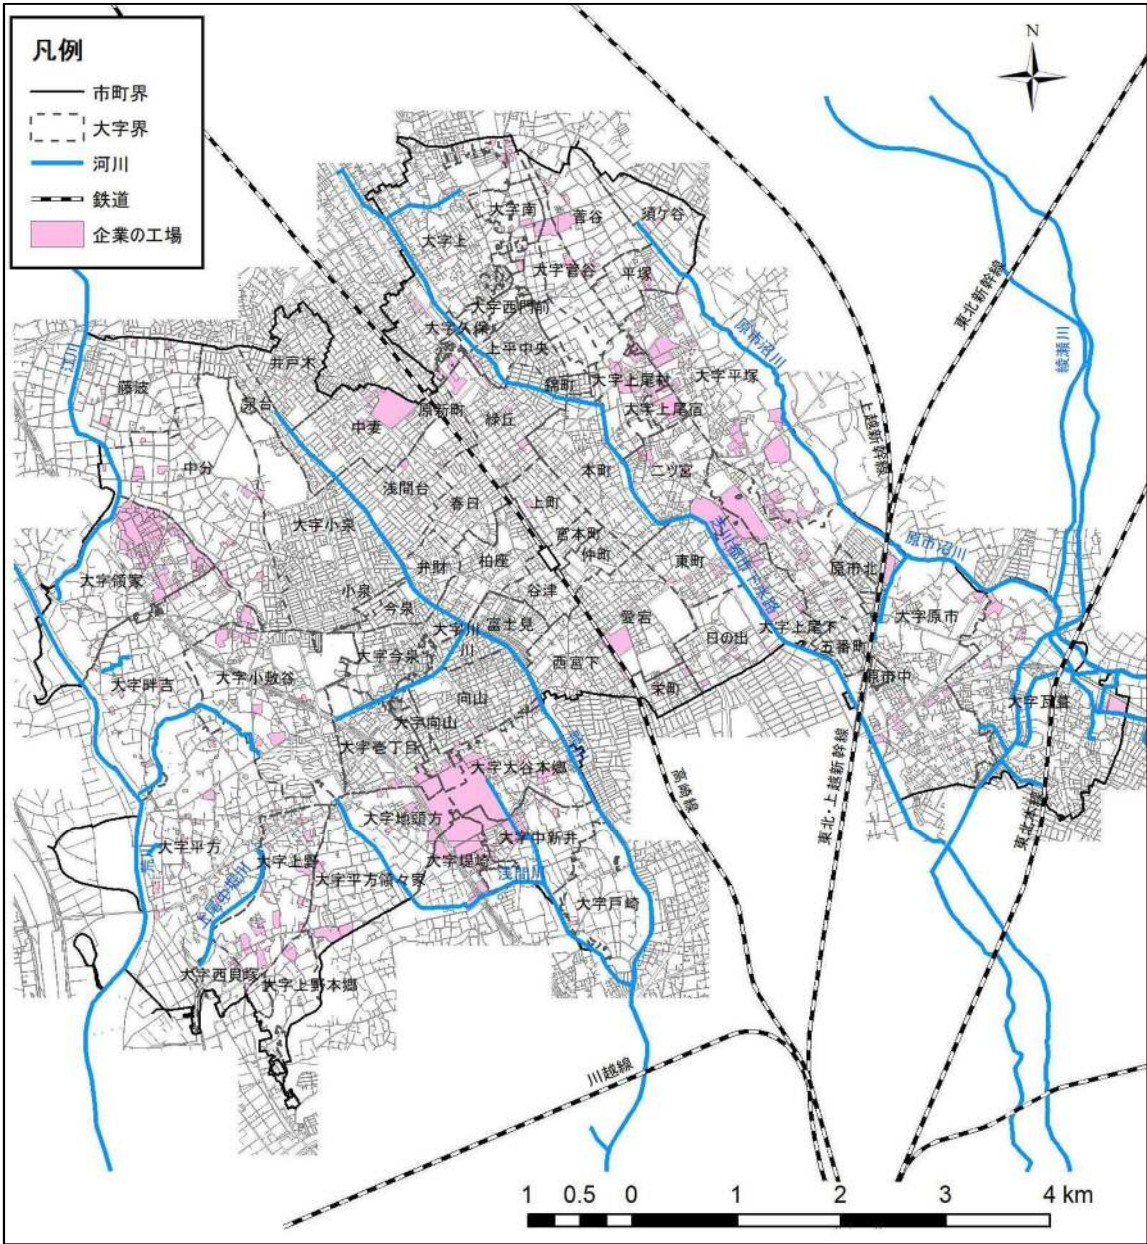 凡例
市町界
大字界
河川
鉄道
企業の工場
N
大字南
菅谷
須ケ谷
大字上
大字菅谷
平塚
大字西門前
大字久保
上平中央
原市沼川
東北新幹線
綾瀬川
江川
藤波
井戸木
泉台
中妻
原新町
緑丘
錦町
大字上尾村
大字平塚
大字上尾宿
上越新幹線
中分
浅間台
春日
本町
二ツ宮
上町
大字小泉
宮本町
仲町
柏座
弁財
谷津
東町
原市北
原市沼川
大字領家
小泉
今泉
大字原市
愛宕
富士見
大字川
川
日の出
大字上尾下
五番町
大字今泉
西宮下
原市中
大字畔吉
大字小敷谷
向山
栄町
大字瓦葺
大字向山
大字壱丁目
大字大谷本郷
高崎線
東北・上越新幹線
東北本線
大字地頭方
大字中新井
大字平方
大字上野
大字堤崎
浅間川
荒
大字平方領々家
上尾中堀川
大字戸崎
大字西貝塚
大字上野本郷
川越線
1 0.5 0 1 2 3 4 km